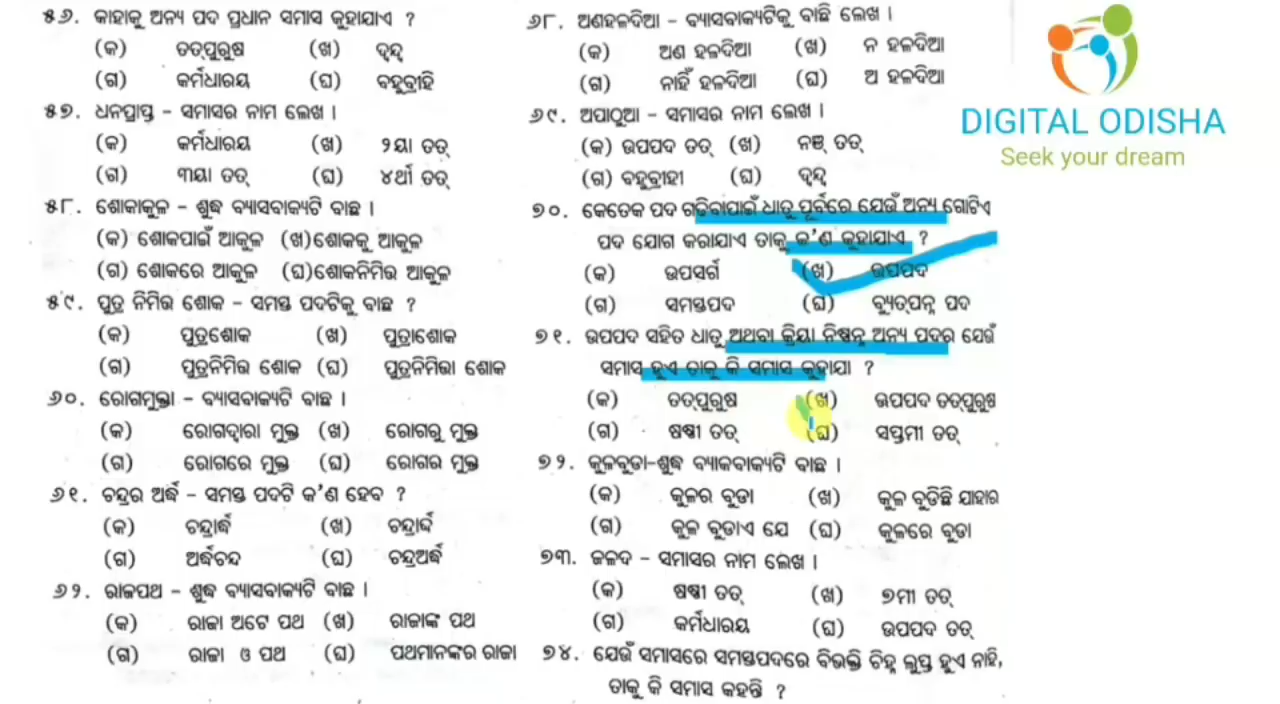 ୫୬. କାହାକୁ ଅନ୍ୟ ପଦ ପ୍ରଧାନ ସମାସ କୁହାଯାଏ ?
(କ) ତତ୍ପୁରୁଷ (ଖ) ଦ୍ୱନ୍ଦ୍ୱ
(ଗ) କର୍ମଧାରୟ (ଘ) ବହୁବ୍ରୀହି
୫୭. ଧନପ୍ରାପ୍ତ – ସମାସର ନାମ ଲେଖ ।
(କ) କର୍ମଧାରୟ (ଖ) ୨ୟା ତତ୍
(ଗ) ୩ୟା ତତ୍ (ଘ) ୪ର୍ଥୀ ତତ୍
୫୮. ଶୋକାକୁଳ – ଶୁଦ୍ଧ ବ୍ୟାସବାକ୍ୟଟି ବାଛ ।
(କ) ଶୋକପାଇଁ ଆକୁଳ (ଖ)ଶୋକକୁ ଆକୁଳ
(ଗ) ଶୋକରେ ଆକୁଳ (ଘ)ଶୋକନିମିତ୍ତ ଆକୁଳ
୫୯. ପୁତ୍ର ନିମିତ୍ତ ଶୋକ – ସମସ୍ତ ପଦଟିକୁ ବାଛ ?
(କ) ପୁତ୍ରଶୋକ (ଖ) ପୁତ୍ରାଶୋକ
(ଗ) ପୁତ୍ରନିମିତ୍ତ ଶୋକ (ଘ) ପୁତ୍ରନିମିତ୍ତା ଶୋକ
୬୦. ରୋଗମୁକ୍ତା – ବ୍ୟାସବାକ୍ୟଟି ବାଛ ।
(କ) ରୋଗଦ୍ୱାରା ମୁକ୍ତ (ଖ) ରୋଗରୁ ମୁକ୍ତ
(ଗ) ରୋଗରେ ମୁକ୍ତ (ଘ) ରୋଗର ମୁକ୍ତ
୬୧. ଚନ୍ଦ୍ରର ଅର୍ଦ୍ଧ – ସମସ୍ତ ପଦଟି କ'ଣ ହେବ ?
(କ) ଚନ୍ଦ୍ରାର୍ଦ୍ଧ (ଖ) ଚନ୍ଦ୍ରାର୍ଦ୍ଦ
(ଗ) ଅର୍ଦ୍ଧଚନ୍ଦ (ଘ) ଚନ୍ଦ୍ରଅର୍ଦ୍ଧ
୬୨. ରାଜପଥ – ଶୁଦ୍ଧ ବ୍ୟାସବାକ୍ୟଟି ବାଛ ।
(କ) ରାଜା ଅଟେ ପଥ (ଖ) ରାଜାଙ୍କ ପଥ
(ଗ) ରାଜା ଓ ପଥ (ଘ) ପଥମାନଙ୍କର ରାଜା
୬୮. ଅଣହଳଦିଆ – ବ୍ୟାସବାକ୍ୟଟିକୁ ବାଛି ଲେଖ ।
(କ) ଅଣ ହଳଦିଆ (ଖ) ନ ହଳଦିଆ
(ଗ) ନାହିଁ ହଳଦିଆ (ଘ) ଅ ହଳଦିଆ
୬୯. ଅପାଠୁଆ – ସମାସର ନାମ ଲେଖ ।
(କ) ଉପପଦ ତତ୍ (ଖ) ନଞ୍ ତତ୍
(ଗ) ବହୁବ୍ରୀହୀ (ଘ) ଦ୍ୱନ୍ଦ୍ୱ
୭୦. କେତେକ ପଦ ଗଢିବାପାଇଁ ଧାତୁ ପୂର୍ବରେ ଯେଉଁ ଅନ୍ୟ ଗୋଟିଏ
ପଦ ଯୋଗ କରାଯାଏ ତାକୁ କ'ଣ କୁହାଯାଏ ?
(କ) ଉପସର୍ଗ (ଖ) ଉପପଦ
(ଗ) ସମସ୍ତପଦ (ଘ) ବ୍ୟୁତ୍ପନ୍ନ ପଦ
୭୧. ଉପପଦ ସହିତ ଧାତୁ ଅଥବା କ୍ରିୟା ନିଷ୍ପନ୍ନ ଅନ୍ୟ ପଦର ଯେଉଁ
ସମାସ ହୁଏ ତାକୁ କି ସମାସ କୁହାଯା ?
(କ) ତତ୍ପୁରୁଷ (ଖ) ଉପପଦ ତତ୍ପୁରୁଷ
(ଗ) ଷଷ୍ଠୀ ତତ୍ (ଘ) ସପ୍ତମୀ ତତ୍
୭୨. କୁଳବୁଡା–ଶୁଦ୍ଧ ବ୍ୟାକବାକ୍ୟଟି ବାଛ ।
(କ) କୁଳର ବୁଡା (ଖ) କୁଳ ବୁଡିଛି ଯାହାର
(ଗ) କୁଳ ବୁଡାଏ ଯେ (ଘ) କୁଳରେ ବୁଡା
୭୩. ଜଳଦ – ସମାସର ନାମ ଲେଖ ।
(କ) ଷଷ୍ଠୀ ତତ୍ (ଖ) ୭ମୀ ତତ୍
(ଗ) କର୍ମଧାରୟ (ଘ) ଉପପଦ ତତ୍
୭୪. ଯେଉଁ ସମାସରେ ସମସ୍ତପଦରେ ବିଭକ୍ତି ଚିହ୍ନ ଲୁପ୍ତ ହୁଏ ନାହି,
ତାକୁ କି ସମାସ କହନ୍ତି ?
DIGITAL ODISHA
Seek your dream